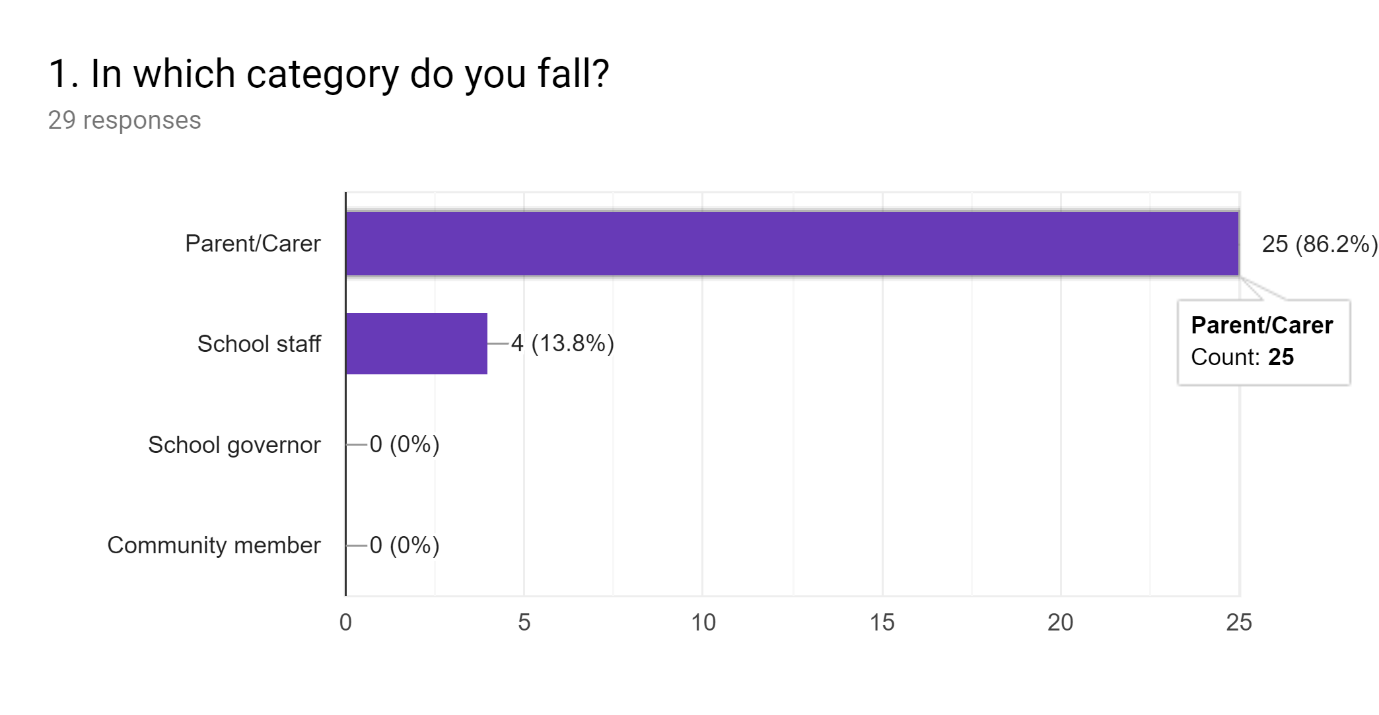 1. In which category do you fall?
29 responses
Parent/Carer
25 (86.2%)
Parent/Carer
Count: 25
School staff
4 (13.8%)
School governor
0 (0%)
Community member
0 (0%)
0 5 10 15 20 25